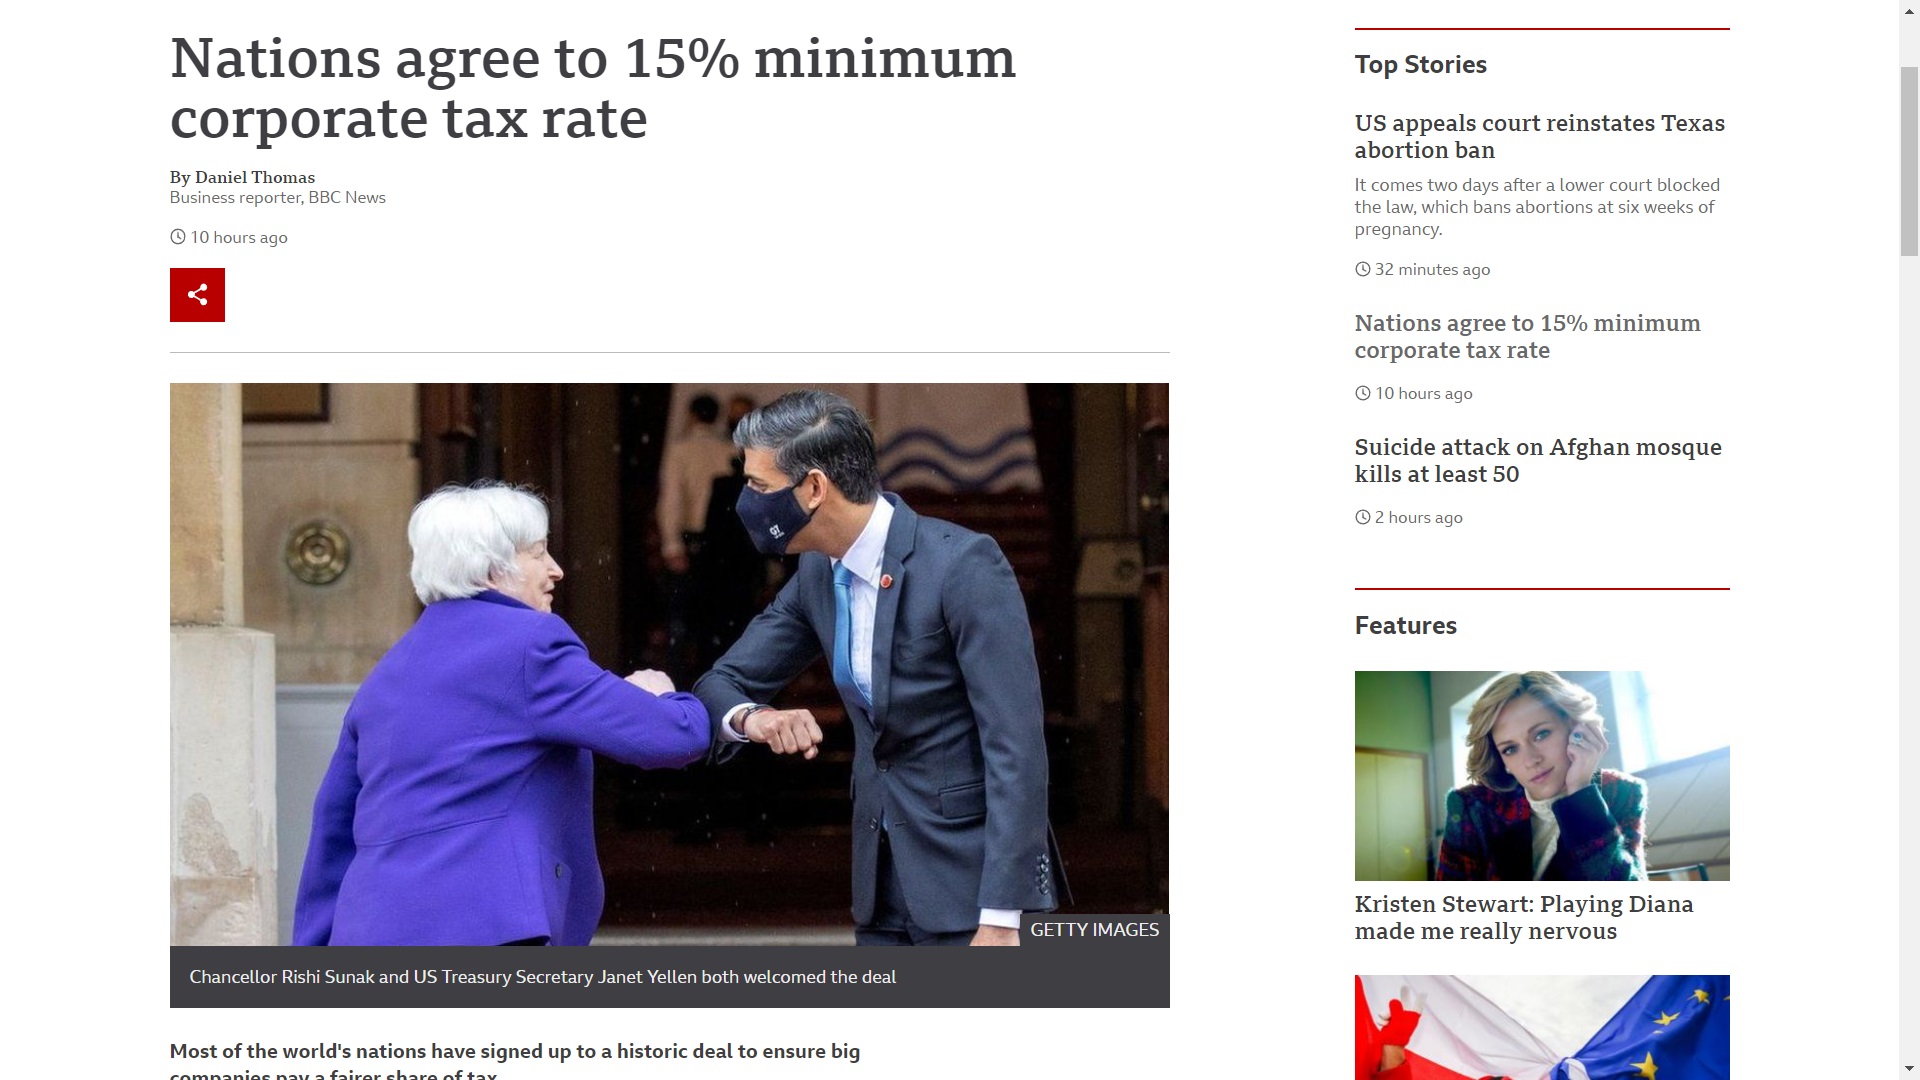 Nations agree to 15% minimum
corporate tax rate
By Daniel Thomas
Business reporter, BBC News
10 hours ago
GETTY IMAGES
Chancellor Rishi Sunak and US Treasury Secretary Janet Yellen both welcomed the deal
Most of the world's nations have signed up to a historic deal to ensure big
companies pay a fairer share of tax.
Top Stories
US appeals court reinstates Texas
abortion ban
It comes two days after a lower court blocked
the law, which bans abortions at six weeks of
pregnancy.
32 minutes ago
Nations agree to 15% minimum
corporate tax rate
10 hours ago
Suicide attack on Afghan mosque
kills at least 50
2 hours ago
Features
Kristen Stewart: Playing Diana
made me really nervous